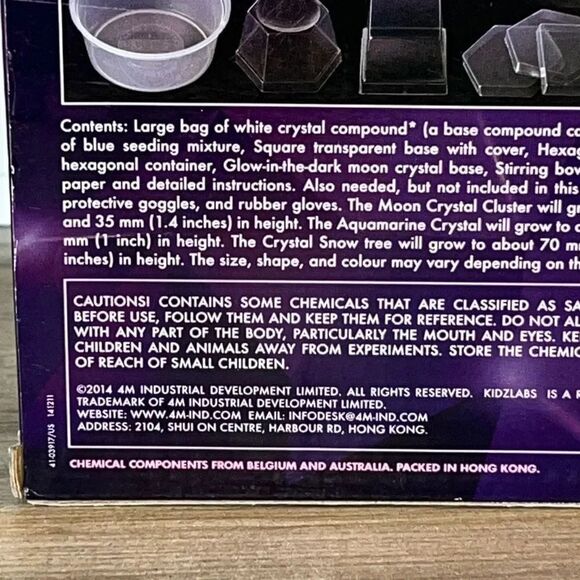 Contents: Large bag of white crystal compound* (a base compound
of blue seeding mixture, Square transparent base with cover,
hexagonal container, Glow-in-the-dark moon crystal base, Stirring
paper and detailed instructions. Also needed, but not included in this
protective goggles, and rubber gloves. The Moon Crystal Cluster will
and 35 mm (1.4 inches) in height. The Aquamarine Crystal will grow to
mm (1 inch) in height. The Crystal Snow tree will grow to about 70
inches) in height. The size, shape, and colour may vary depending on
CAUTIONS! CONTAINS SOME CHEMICALS THAT ARE CLASSIFIED AS
BEFORE USE, FOLLOW THEM AND KEEP THEM FOR REFERENCE. DO NOT
WITH ANY PART OF THE BODY, PARTICULARLY THE MOUTH AND EYES.
CHILDREN AND ANIMALS AWAY FROM EXPERIMENTS. STORE THE
OF REACH OF SMALL CHILDREN.
©2014 4M INDUSTRIAL DEVELOPMENT LIMITED. ALL RIGHTS RESERVED. KIDZLABS IS A
TRADEMARK OF 4M INDUSTRIAL DEVELOPMENT LIMITED.
WEBSITE: WWW.4M-IND.COM EMAIL: INFODESK@4M-IND.COM
ADDRESS: 2104, SHUI ON CENTRE, HARBOUR RD, HONG KONG.
41-03917/US 141211
CHEMICAL COMPONENTS FROM BELGIUM AND AUSTRALIA. PACKED IN HONG KONG.